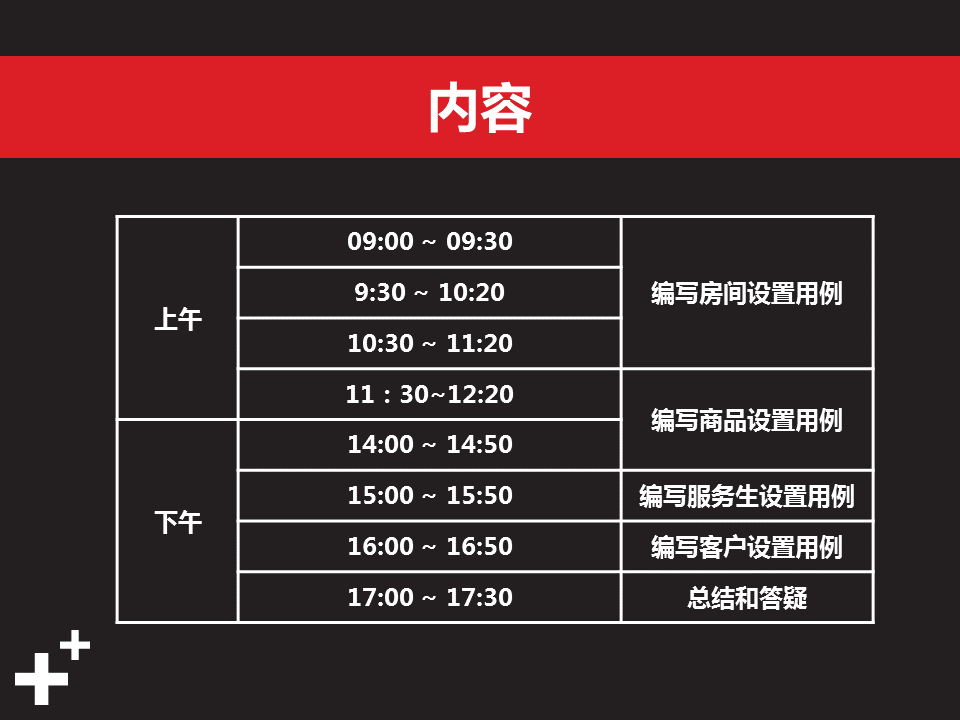 内容
上午
09:00 ~ 09:30
编写房间设置用例
9:30 ~ 10:20
10:30 ~ 11:20
11：30~12:20
编写商品设置用例
下午
14:00 ~ 14:50
15:00 ~ 15:50
编写服务生设置用例
16:00 ~ 16:50
编写客户设置用例
17:00 ~ 17:30
总结和答疑